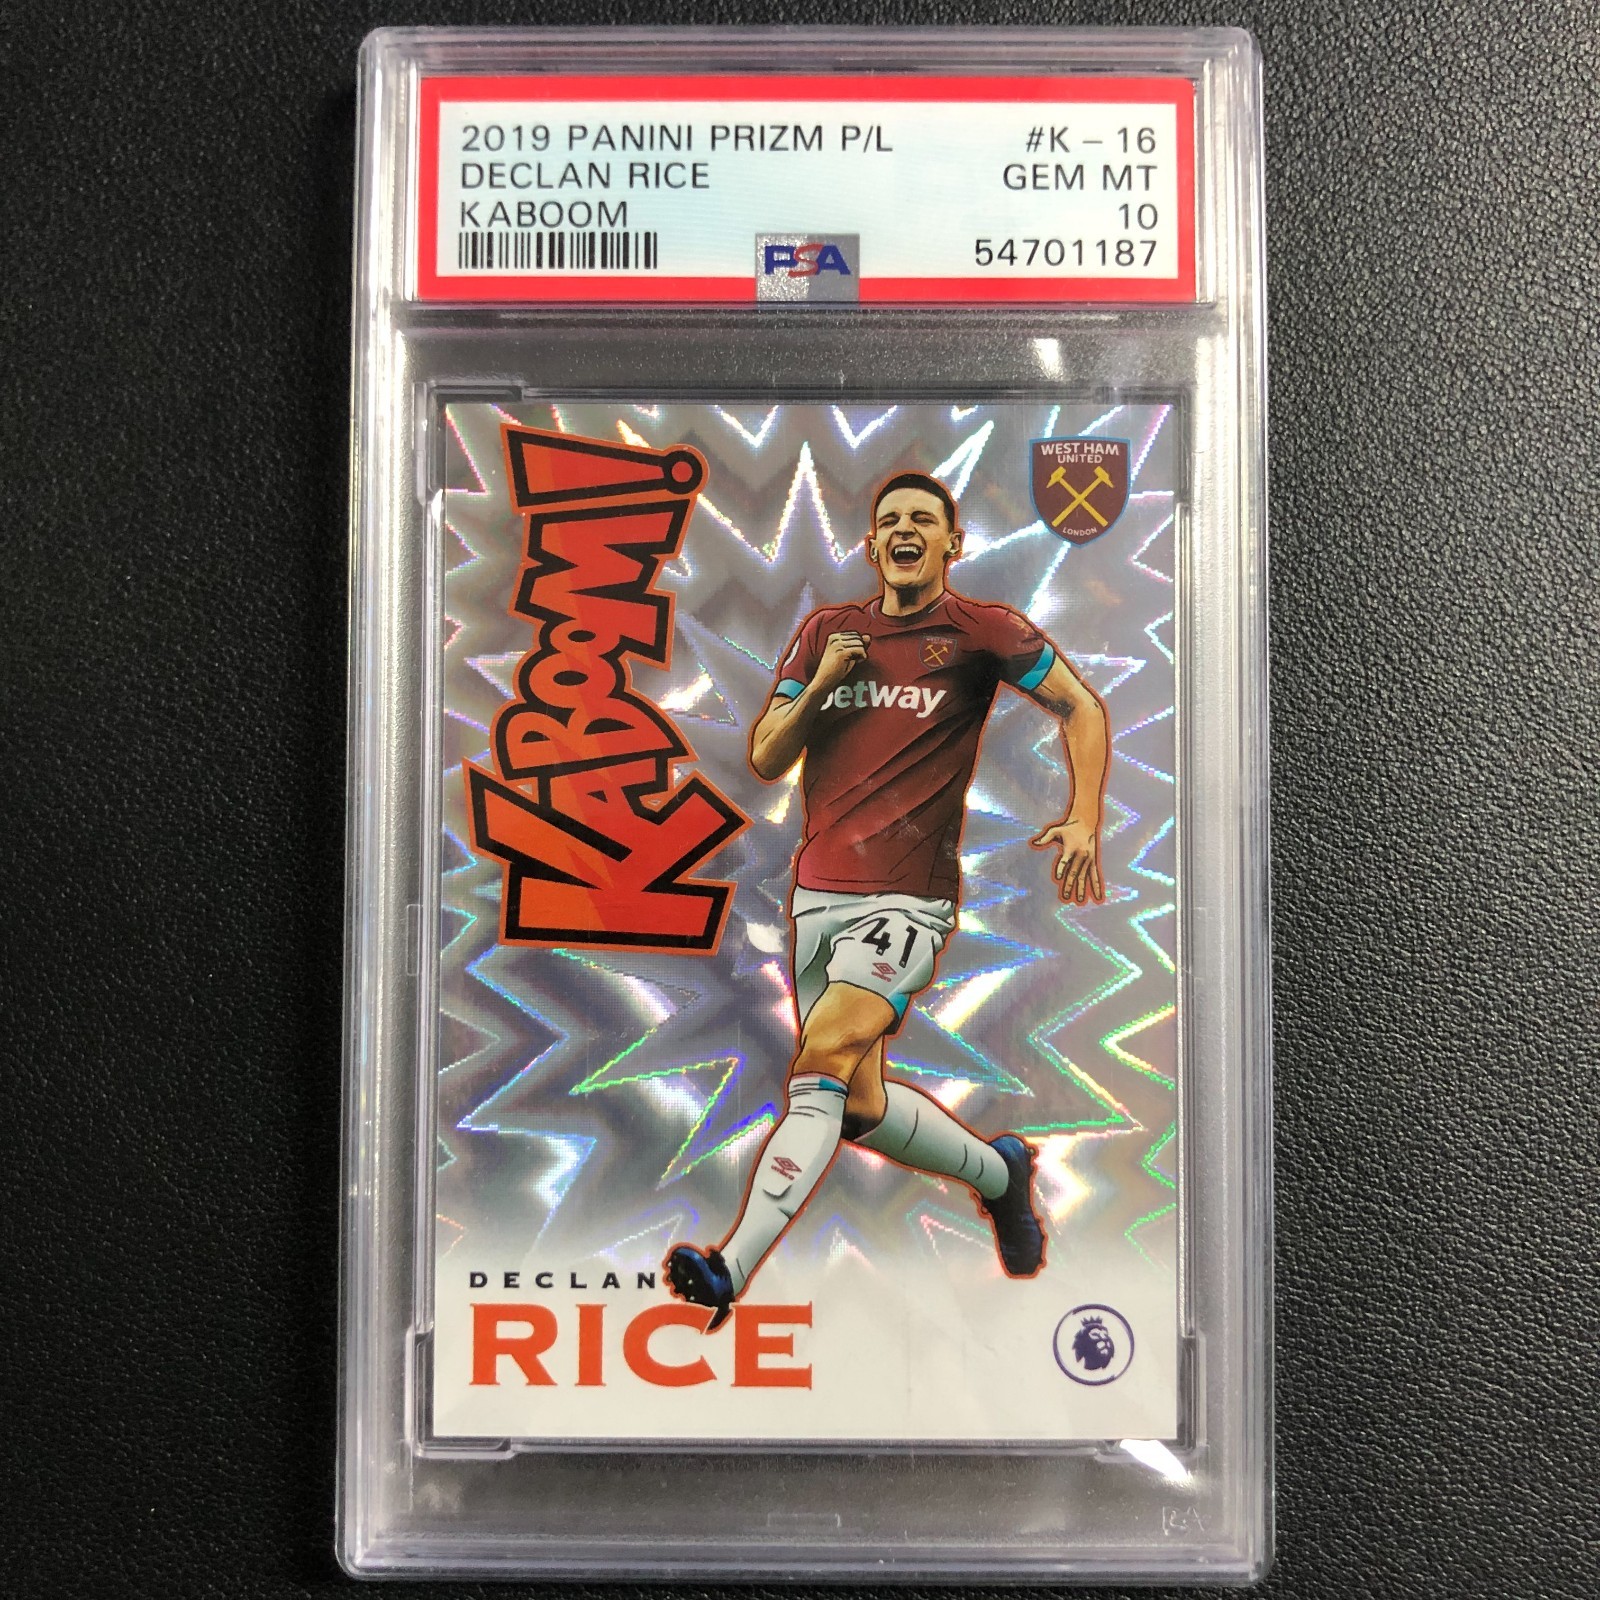 2019 PANINI PRIZM P/L #K - 16
DECLAN RICE GEM MT
KABOOM 10
PSA 54701187
KABOOM!
WEST HAM
UNITED
LONDON
betway
41
DECLAN
RICE